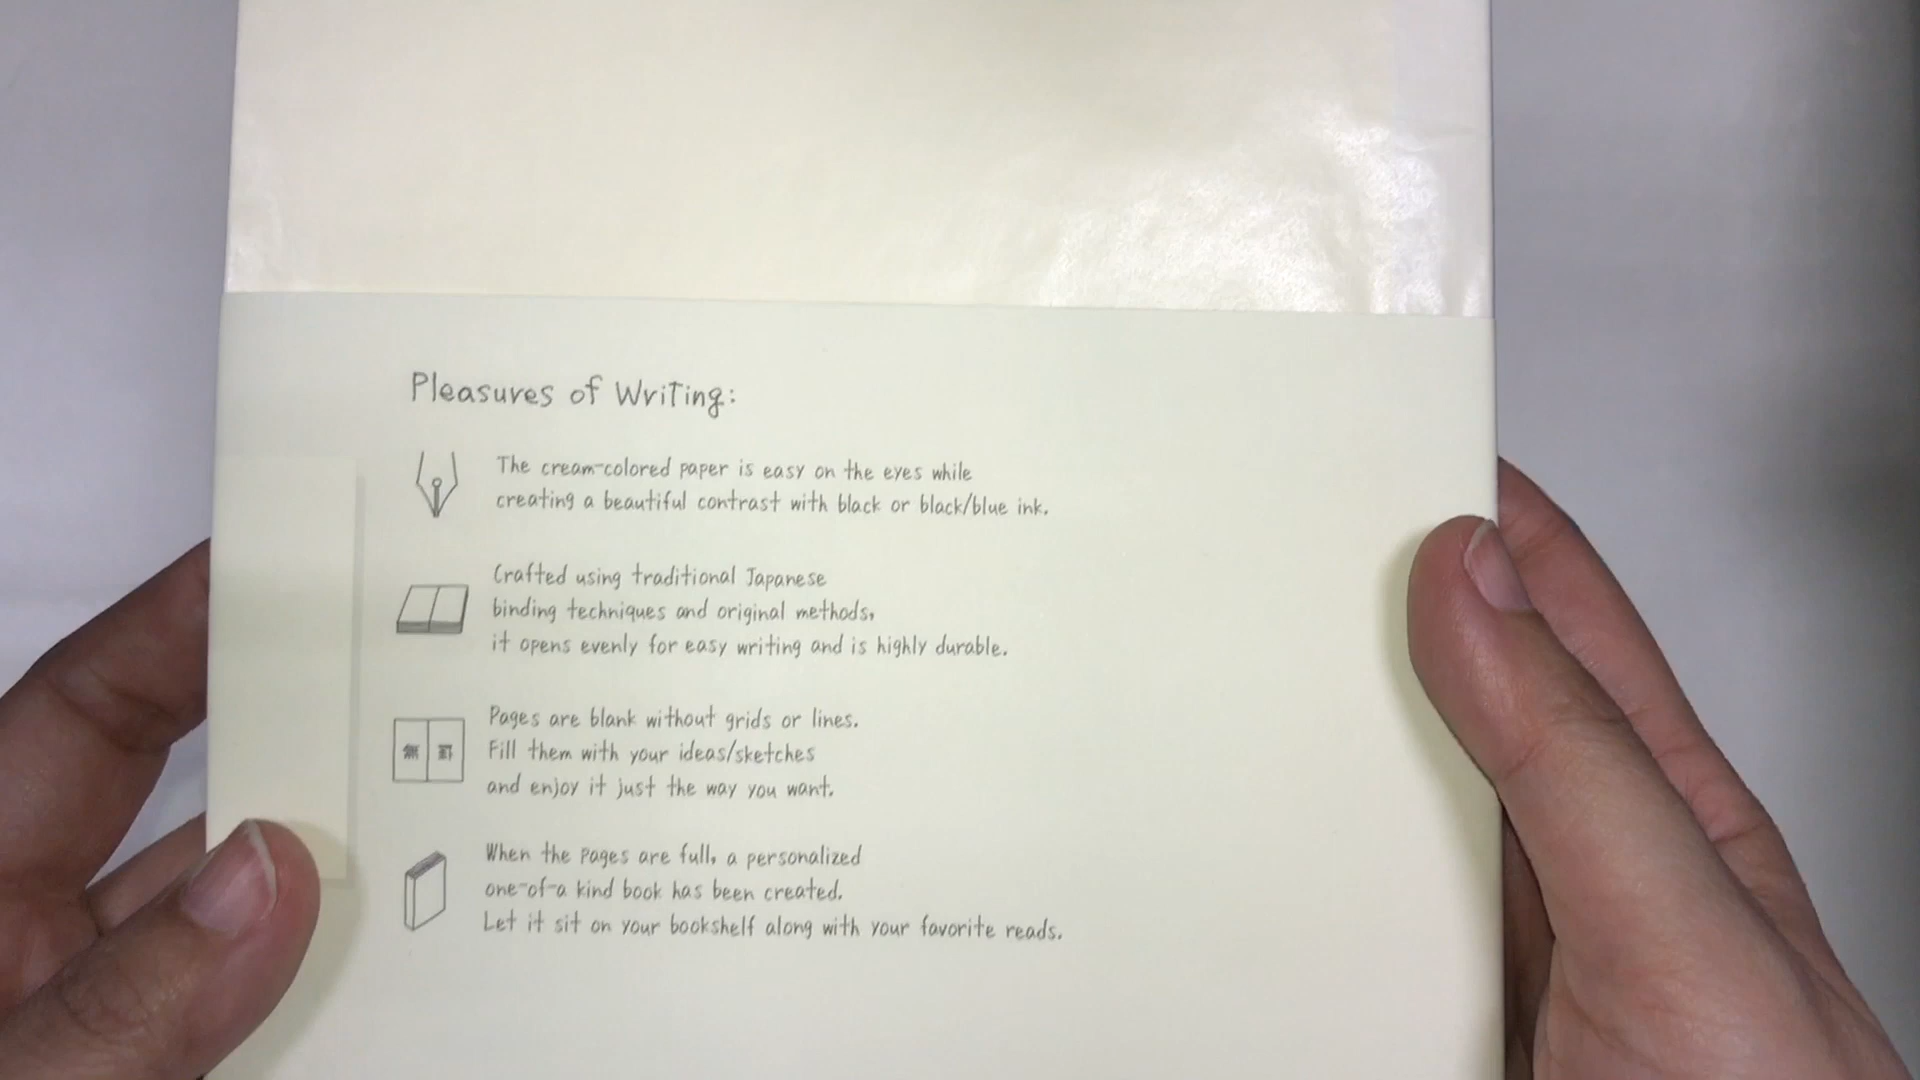 Pleasures of Writing:
The cream-colored paper is easy on the eyes while
creating a beautiful contrast with black or black/blue ink.
Crafted using traditional Japanese
binding techniques and original methods,
it opens evenly for easy writing and is highly durable.
Pages are blank without grids or lines.
無 罫
Fill them with your ideas/sketches
and enjoy it just the way you want.
When the pages are full, a personalized
one-of-a kind book has been created.
Let it sit on your bookshelf along with your favorite reads.